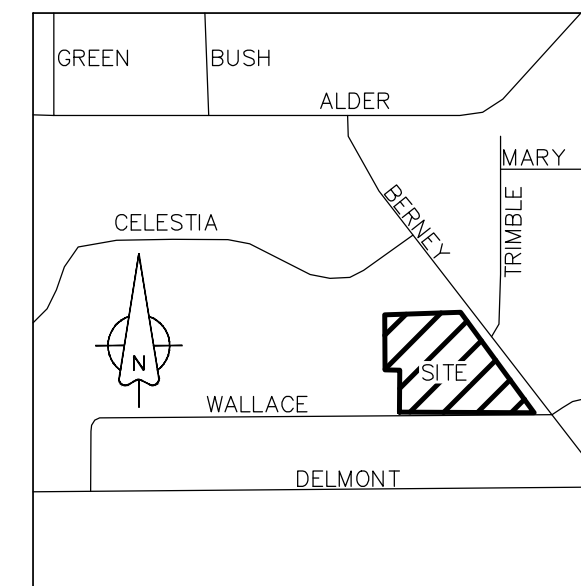 GREEN
BUSH
ALDER
MARY
BERNEY
TRIMBLE
CELESTIA
N
SITE
WALLACE
DELMONT